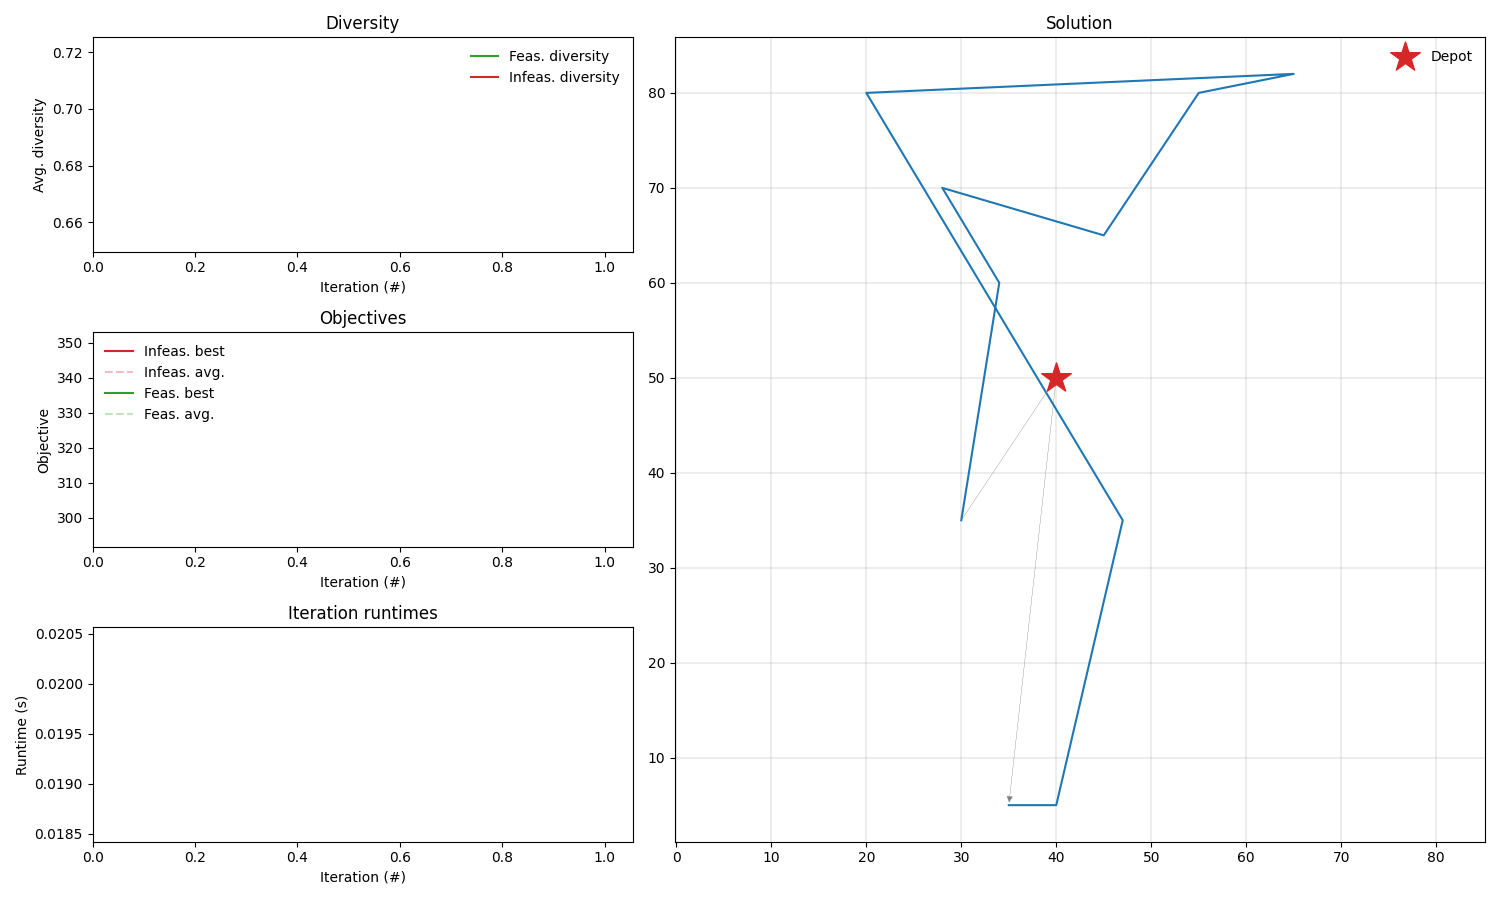 Diversity
0.72
0.70
0.68
0.66
Avg. diversity
Feas. diversity
Infeas. diversity
0.0 0.2 0.4 0.6 0.8 1.0
Iteration (#)
Objectives
350
340
330
320
310
300
Objective
Infeas. best
Infeas. avg.
Feas. best
Feas. avg.
0.0 0.2 0.4 0.6 0.8 1.0
Iteration (#)
Iteration runtimes
0.0205
0.0200
0.0195
0.0190
0.0185
Runtime (s)
0.0 0.2 0.4 0.6 0.8 1.0
Iteration (#)
Solution
Depot
80
70
60
50
40
30
20
10
0 10 20 30 40 50 60 70 80